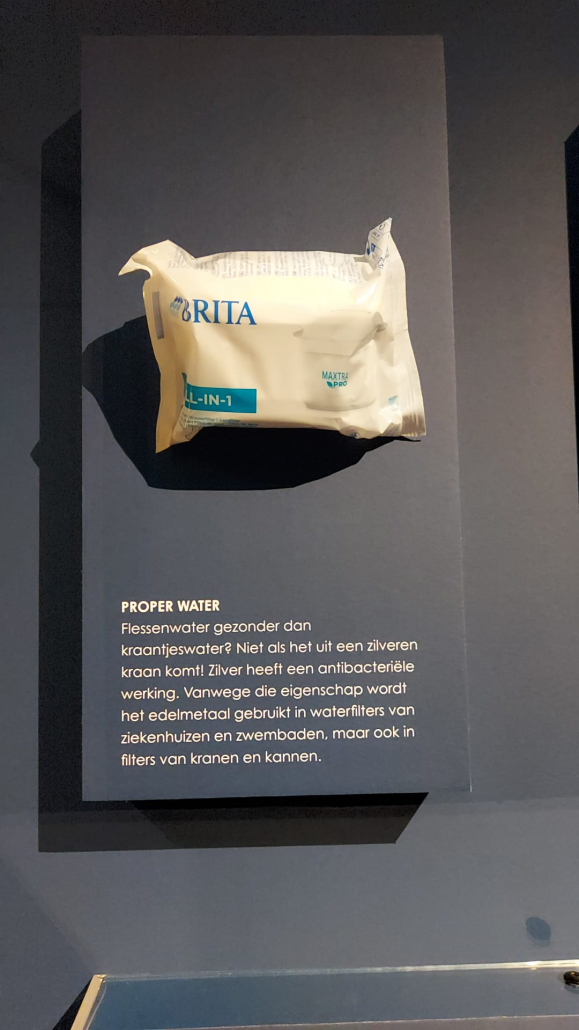 BRITA
MAXTRA
PRO
LL-IN-1
PROPER WATER
Flessenwater gezonder dan
kraantjeswater? Niet als het uit een zilveren
kraan komt! Zilver heeft een antibacteriële
werking. Vanwege die eigenschap wordt
het edelmetaal gebruikt in waterfilters van
ziekenhuizen en zwembaden, maar ook in
filters van kranen en kannen.